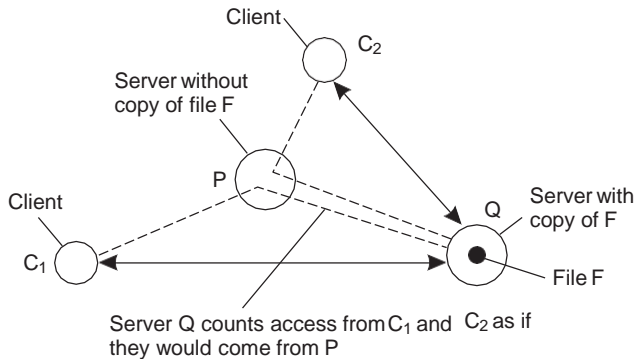 Client
C2
Server without
copy of file F
P
Client
C1
Q
Server with
copy of F
File F
Server Q counts access from C1 and C2 as if
they would come from P